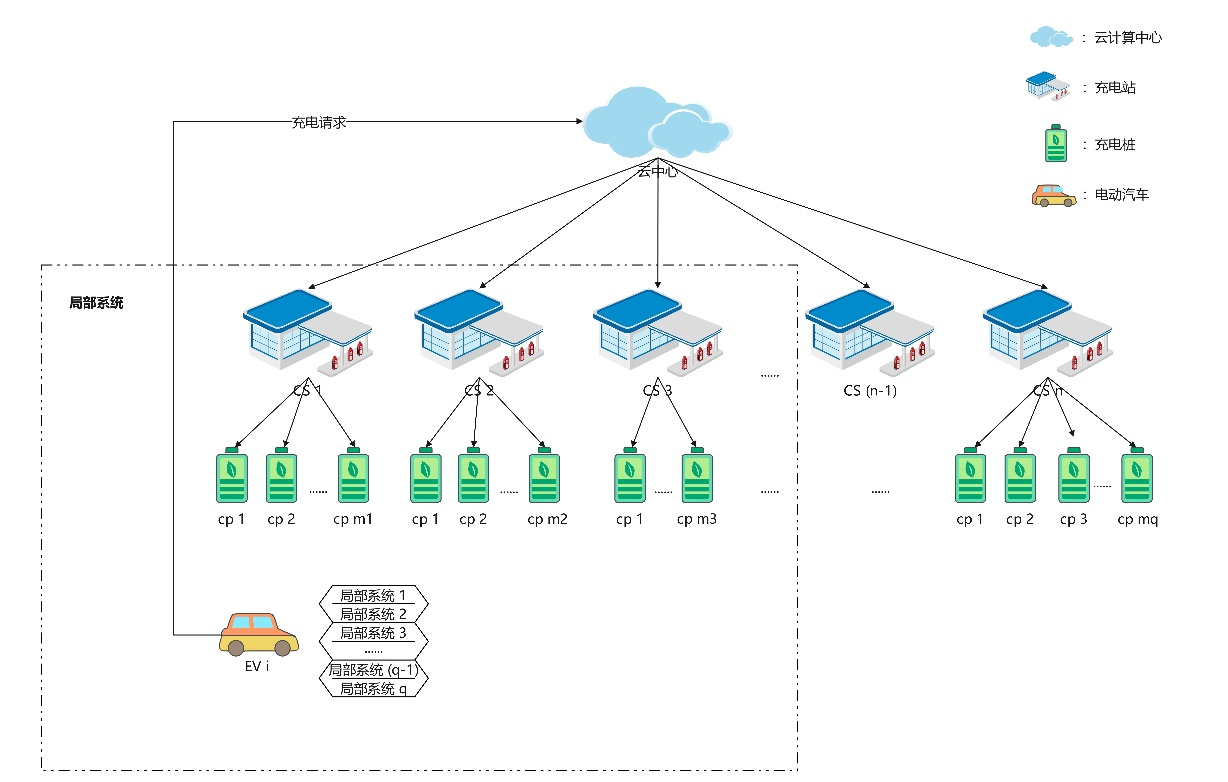 ：云计算中心
：充电站
：充电桩
：电动汽车
充电请求
云中心
局部系统
CS 1
CS 2
CS 3
......
CS (n-1)
CS n
...... ...... ...... ...... ...... ......
cp 1 cp 2 cp m1 cp 1 cp 2 cp m2 cp 1 cp m3 cp 1 cp 2 cp 3 cp mq
局部系统 1
局部系统 2
局部系统 3
......
局部系统 (q-1)
局部系统 q
EV i